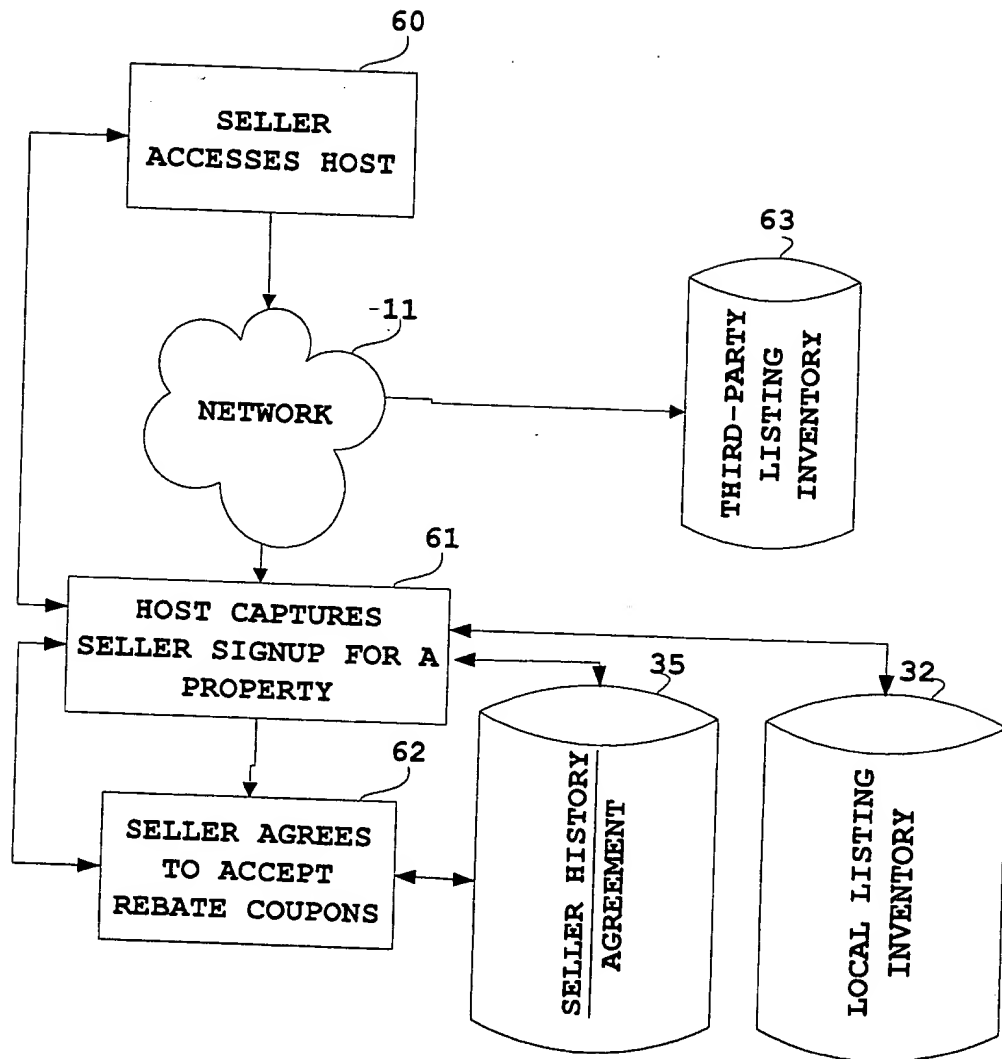 60
SELLER
ACCESSES HOST
63
-11
NETWORK
THIRD-PARTY
LISTING
INVENTORY
61
HOST CAPTURES
SELLER SIGNUP FOR A
PROPERTY
35
32
62
SELLER AGREES
TO ACCEPT
REBATE COUPONS
SELLER HISTORY
AGREEMENT
LOCAL LISTING
INVENTORY